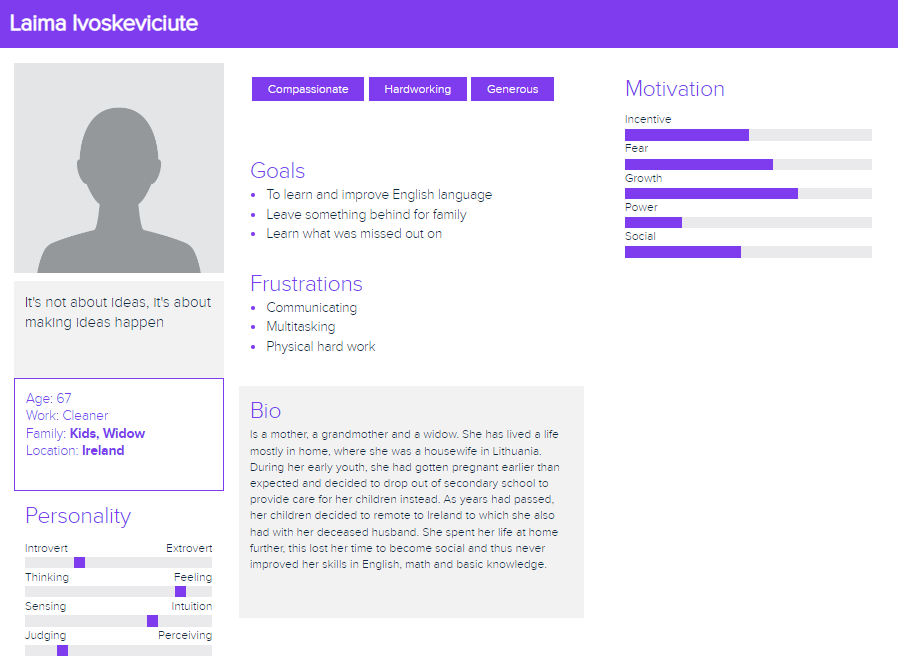 Laima Ivoskeviciute
It's not about ideas, it's about
making ideas happen
Age: 67
Work: Cleaner
Family: Kids, Widow
Location: Ireland
Personality
Introvert Extrovert
Thinking Feeling
Sensing Intuition
Judging Perceiving
Compassionate Hardworking Generous
Goals
To learn and improve English language
Leave something behind for family
Learn what was missed out on
Frustrations
Communicating
Multitasking
Physical hard work
Bio
Is a mother, a grandmother and a widow. She has lived a life
mostly in home, where she was a housewife in Lithuania.
During her early youth, she had gotten pregnant earlier than
expected and decided to drop out of secondary school to
provide care for her children instead. As years had passed,
her children decided to remote to Ireland to which she also
had with her deceased husband. She spent her life at home
further, this lost her time to become social and thus never
improved her skills in English, math and basic knowledge.
Motivation
Incentive
Fear
Growth
Power
Social